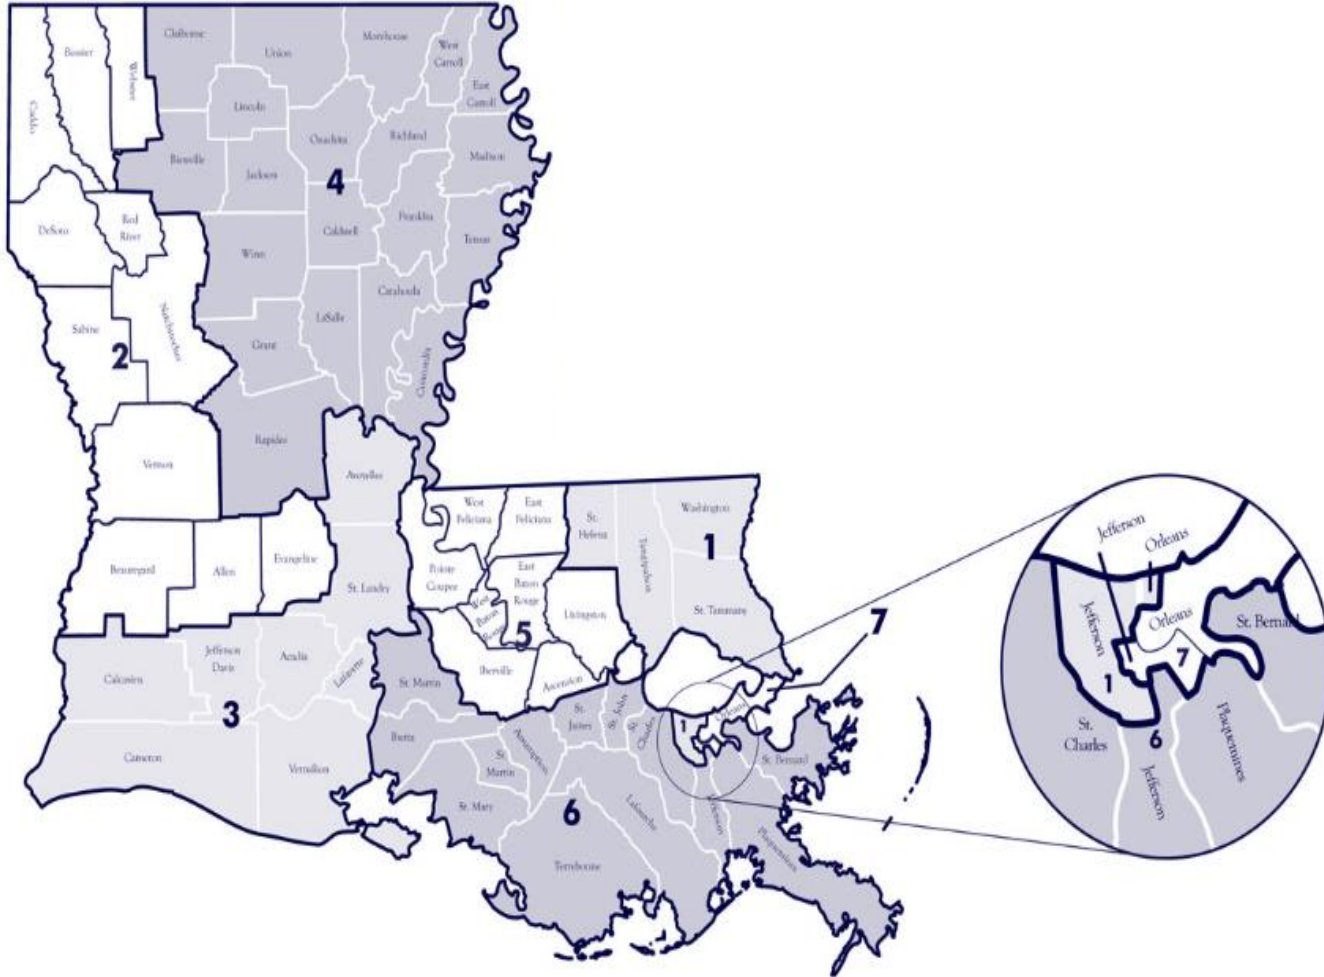 Claiborne
Union
Morehouse
West
Carroll
East
Carroll
Bossier
Webster
Caddo
Lincoln
Ouachita
Richland
Madison
Bienville
Jackson
4
DeSoto
Red
River
Winn
Caldwell
Franklin
Tensas
Natchitoches
Sabine
2
Grant
LaSalle
Catahoula
Concordia
Rapides
Vernon
Avoyelles
Beauregard
Allen
Evangeline
St. Landry
Pointe
Coupee
West
Feliciana
East
Feliciana
St.
Helena
Tangipahoa
Washington
1
St. Tammany
West
Baton
Rouge
East
Baton
Rouge
5
Livingston
Iberville
Ascension
7
Calcasieu
Jefferson
Davis
Acadia
Lafayette
3
Cameron
Vermilion
St. Martin
Iberia
St.
Martin
St. Mary
Assumption
St.
James
St. John
St.
Charles
1
Orleans
St. Bernard
6
Lafourche
Jefferson
Terrebonne
Plaquemines
Jefferson
Orleans
Jefferson
1
Orleans
7
St. Bernard
St.
Charles
6
Jefferson
Plaquemines